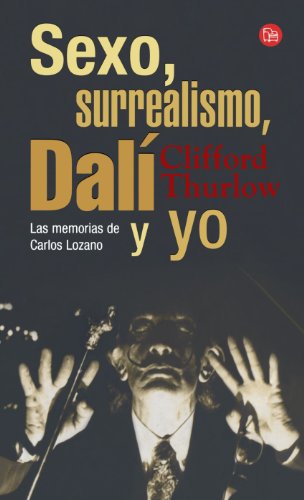 Sexo,
surrealismo,
Dalí
Clifford
Thurlow
y yo
Las memorias de
Carlos Lozano